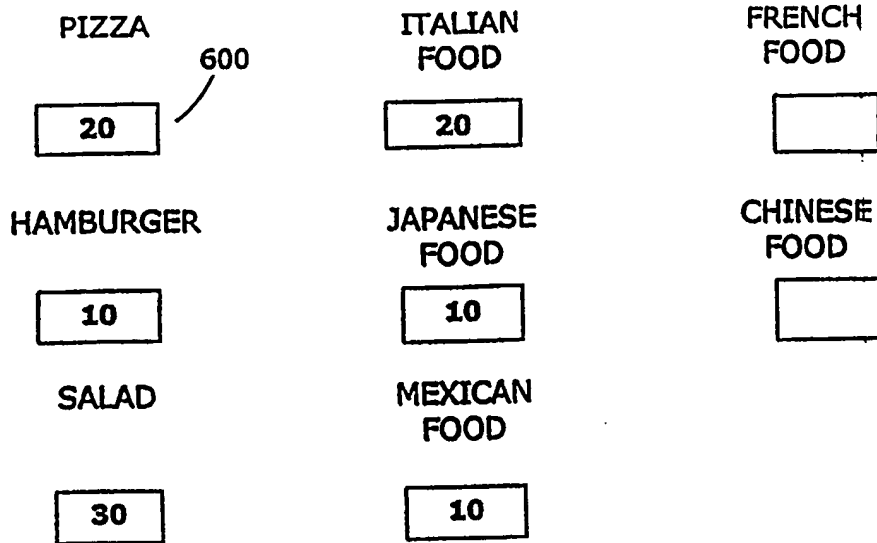 PIZZA
600
20
ITALIAN
FOOD
20
FRENCH
FOOD
HAMBURGER
10
JAPANESE
FOOD
10
CHINESE
FOOD
SALAD
30
MEXICAN
FOOD
10